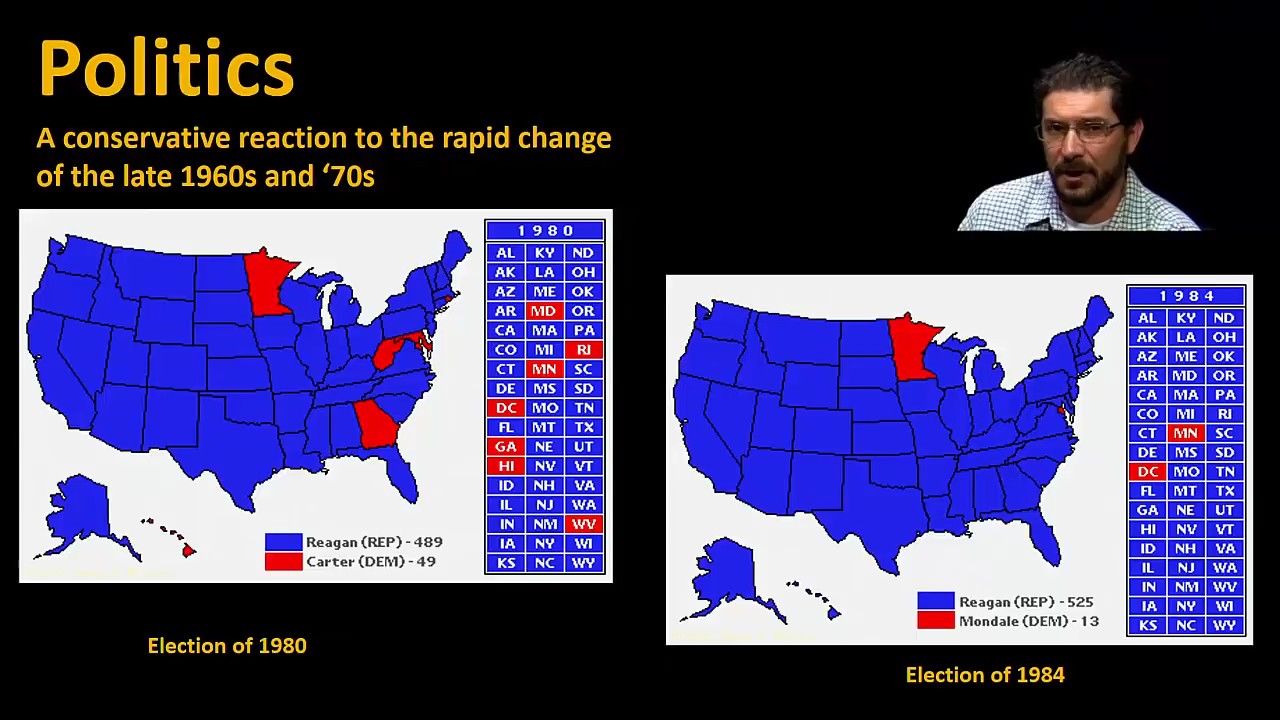 Politics
A conservative reaction to the rapid change
of the late 1960s and ‘70s
1980
AL KY ND
AK LA OH
AZ ME OK
AR MD OR
CA MA PA
CO MI RI
CT MN SC
DE MS SD
DC MO TN
FL MT TX
GA NE UT
HI NV VT
ID NH VA
IL NJ WA
IN NM WV
IA NY WI
KS NC WY
Reagan (REP) - 489
Carter (DEM) - 49
Election of 1980
1984
AL KY ND
AK LA OH
AZ ME OK
AR MD OR
CA MA PA
CO MI RI
CT MN SC
DE MS SD
DC MO TN
FL MT TX
GA NE UT
HI NV VT
ID NH VA
IL NJ WA
IN NM WV
IA NY WI
KS NC WY
Reagan (REP) - 525
Mondale (DEM) - 13
Election of 1984